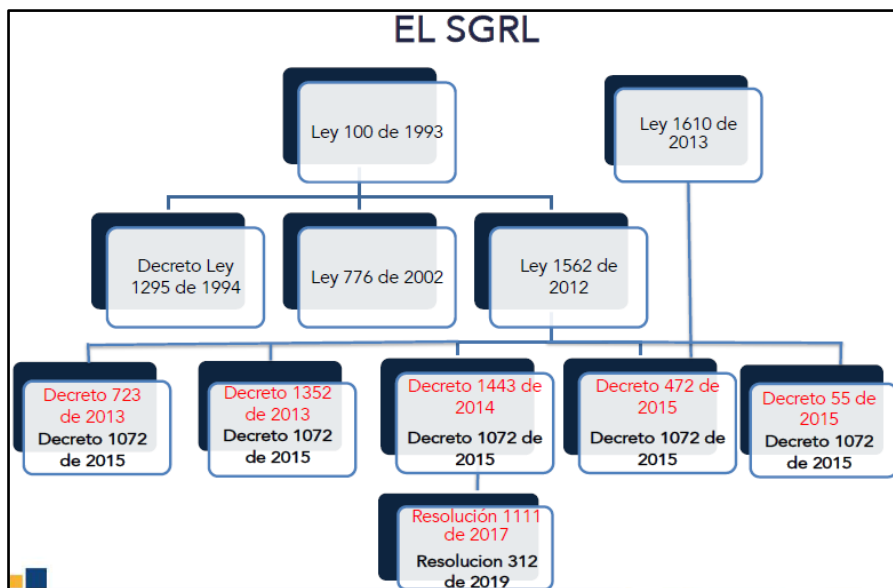 EL SGRL
Ley 100 de 1993
Ley 1610 de
2013
Decreto Ley
1295 de 1994
Ley 776 de 2002
Ley 1562 de
2012
Decreto 723
de 2013
Decreto 1072
de 2015
Decreto 1352
de 2013
Decreto 1072
de 2015
Decreto 1443 de
2014
Decreto 1072 de
2015
Decreto 472 de
2015
Decreto 1072 de
2015
Decreto 55 de
2015
Decreto 1072
de 2015
Resolución 1111
de 2017
Resolucion 312
de 2019